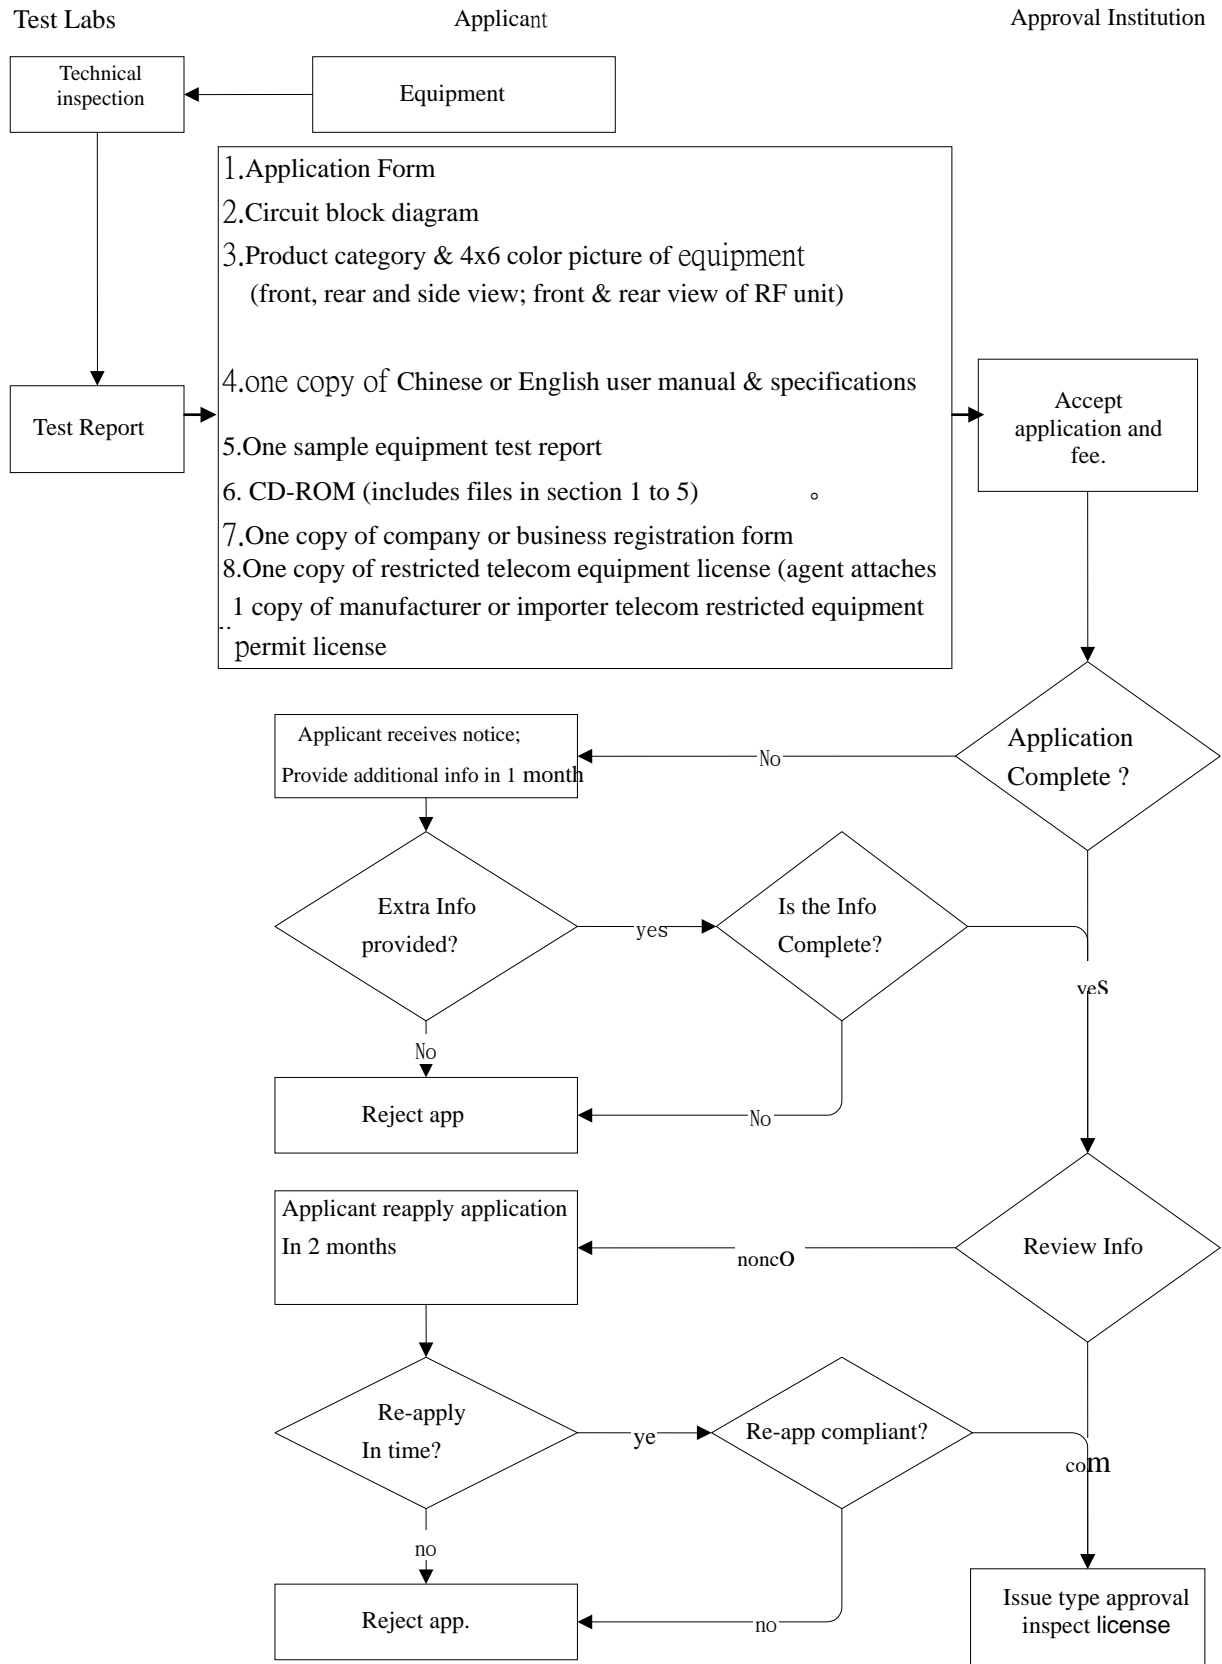 Test Labs
Applicant
Approval Institution
Technical
inspection
Equipment
1.Application Form
2.Circuit block diagram
3.Product category & 4x6 color picture of equipment
(front, rear and side view; front & rear view of RF unit)
4.one copy of Chinese or English user manual & specifications
Test Report
Accept
application and
fee.
5.One sample equipment test report
6. CD-ROM (includes files in section 1 to 5) 。
7.One copy of company or business registration form
8.One copy of restricted telecom equipment license (agent attaches
1 copy of manufacturer or importer telecom restricted equipment
permit license
Applicant receives notice;
Provide additional info in 1 month
No
Application
Complete ?
Extra Info
provided?
yes
Is the Info
Complete?
yes
No
Reject app
No
Applicant reapply application
In 2 months
noncO
Review Info
Re-apply
In time?
ye
Re-app compliant?
com
no
Reject app.
no
Issue type approval
inspect license